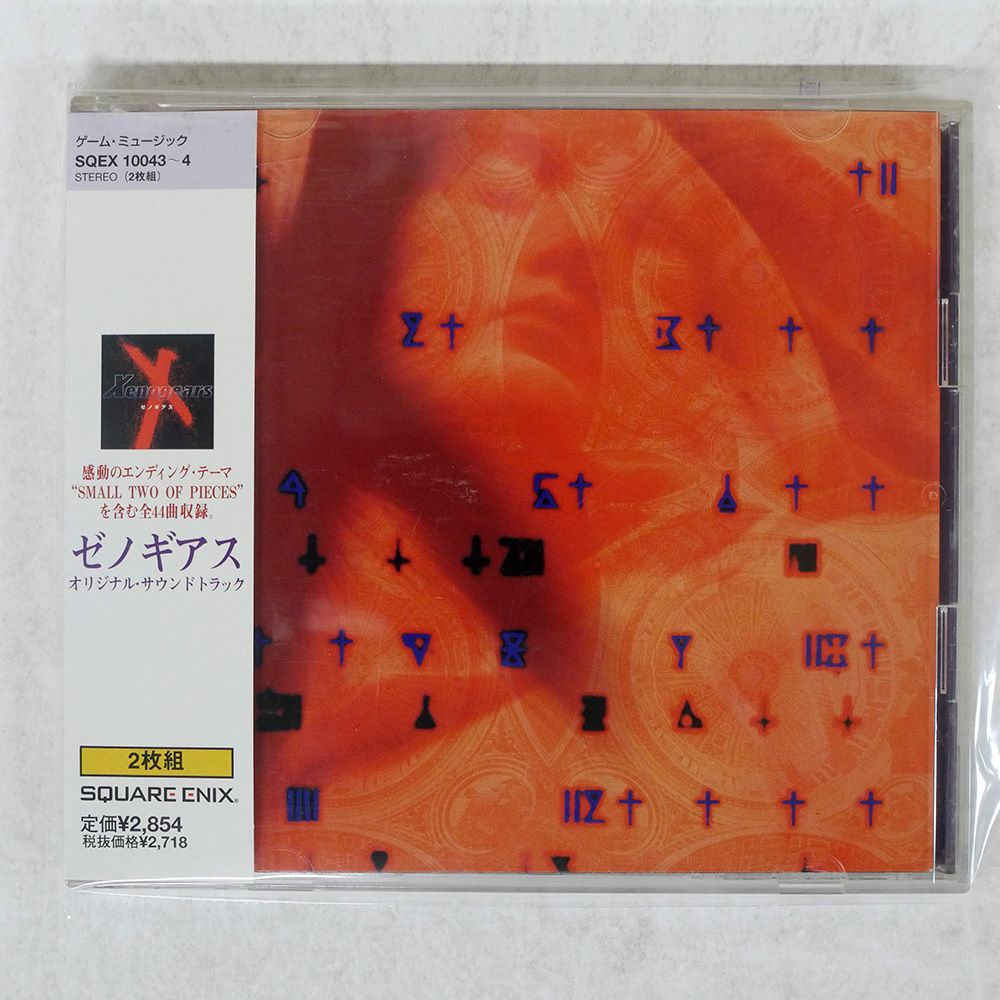 ゲーム・ミュージック
SQEX 10043～4
STEREO（2枚組）
Xenogears
ゼノギアス
感動のエンディング・テーマ
“SMALL TWO OF PIECES”
を含む全44曲収録。
ゼノギアス
オリジナル・サウンドトラック
2枚組
SQUARE ENIX®
定価¥2,854
税抜価格¥2,718